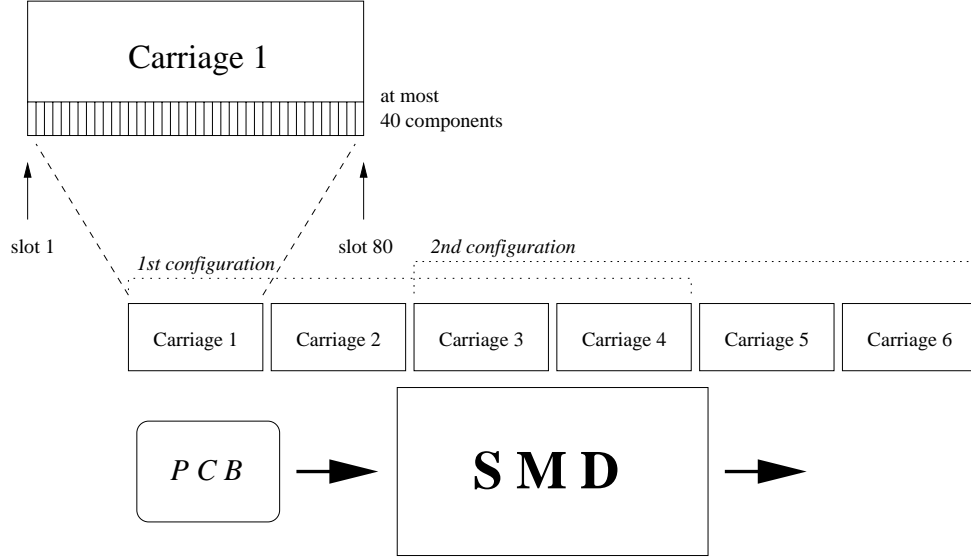 Carriage 1
at most
40 components
slot 1
slot 80
1st configuration
2nd configuration
Carriage 1
Carriage 2
Carriage 3
Carriage 4
Carriage 5
Carriage 6
P C B
S M D